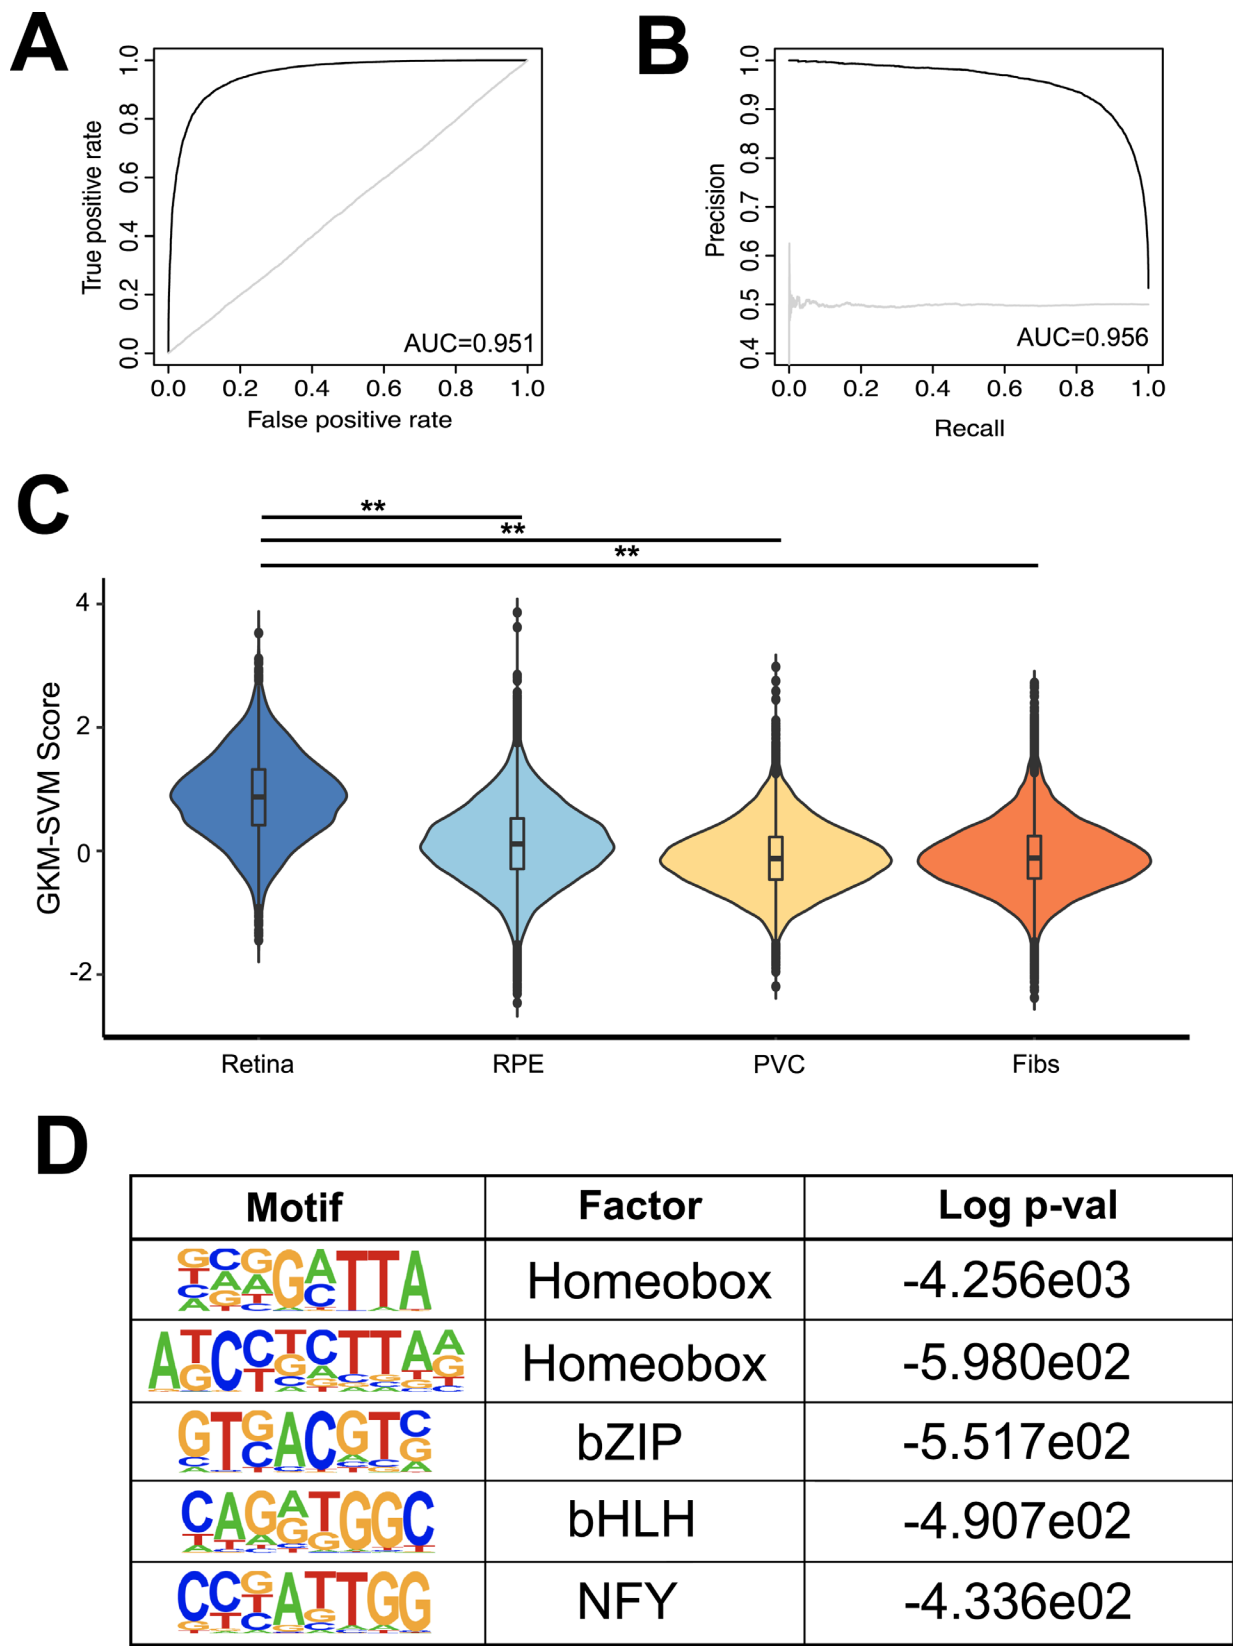 A
B
1.0
0.8
0.6
0.4
0.2
0.0
True positive rate
AUC=0.951
0.0 0.2 0.4 0.6 0.8 1.0
False positive rate
1.0
0.9
0.8
0.7
0.6
0.5
0.4
Precision
AUC=0.956
0.0 0.2 0.4 0.6 0.8 1.0
Recall
C
**
**
**
4
2
0
-2
GKM-SVM Score
Retina RPE PVC Fibs
D
Motif Factor Log p-val
Homeobox -4.256e03
Homeobox -5.980e02
bZIP -5.517e02
bHLH -4.907e02
NFY -4.336e02